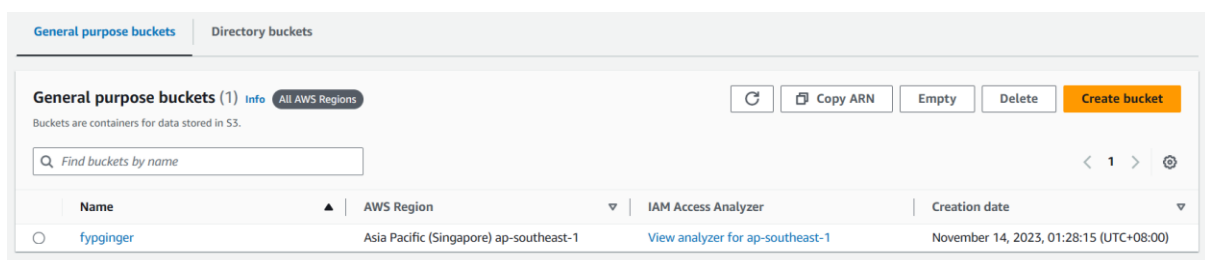 General purpose buckets Directory buckets
General purpose buckets (1) Info All AWS Regions Copy ARN Empty Delete Create bucket
Buckets are containers for data stored in S3.
Find buckets by name 1
Name AWS Region IAM Access Analyzer Creation date
fypginger Asia Pacific (Singapore) ap-southeast-1 View analyzer for ap-southeast-1 November 14, 2023, 01:28:15 (UTC+08:00)